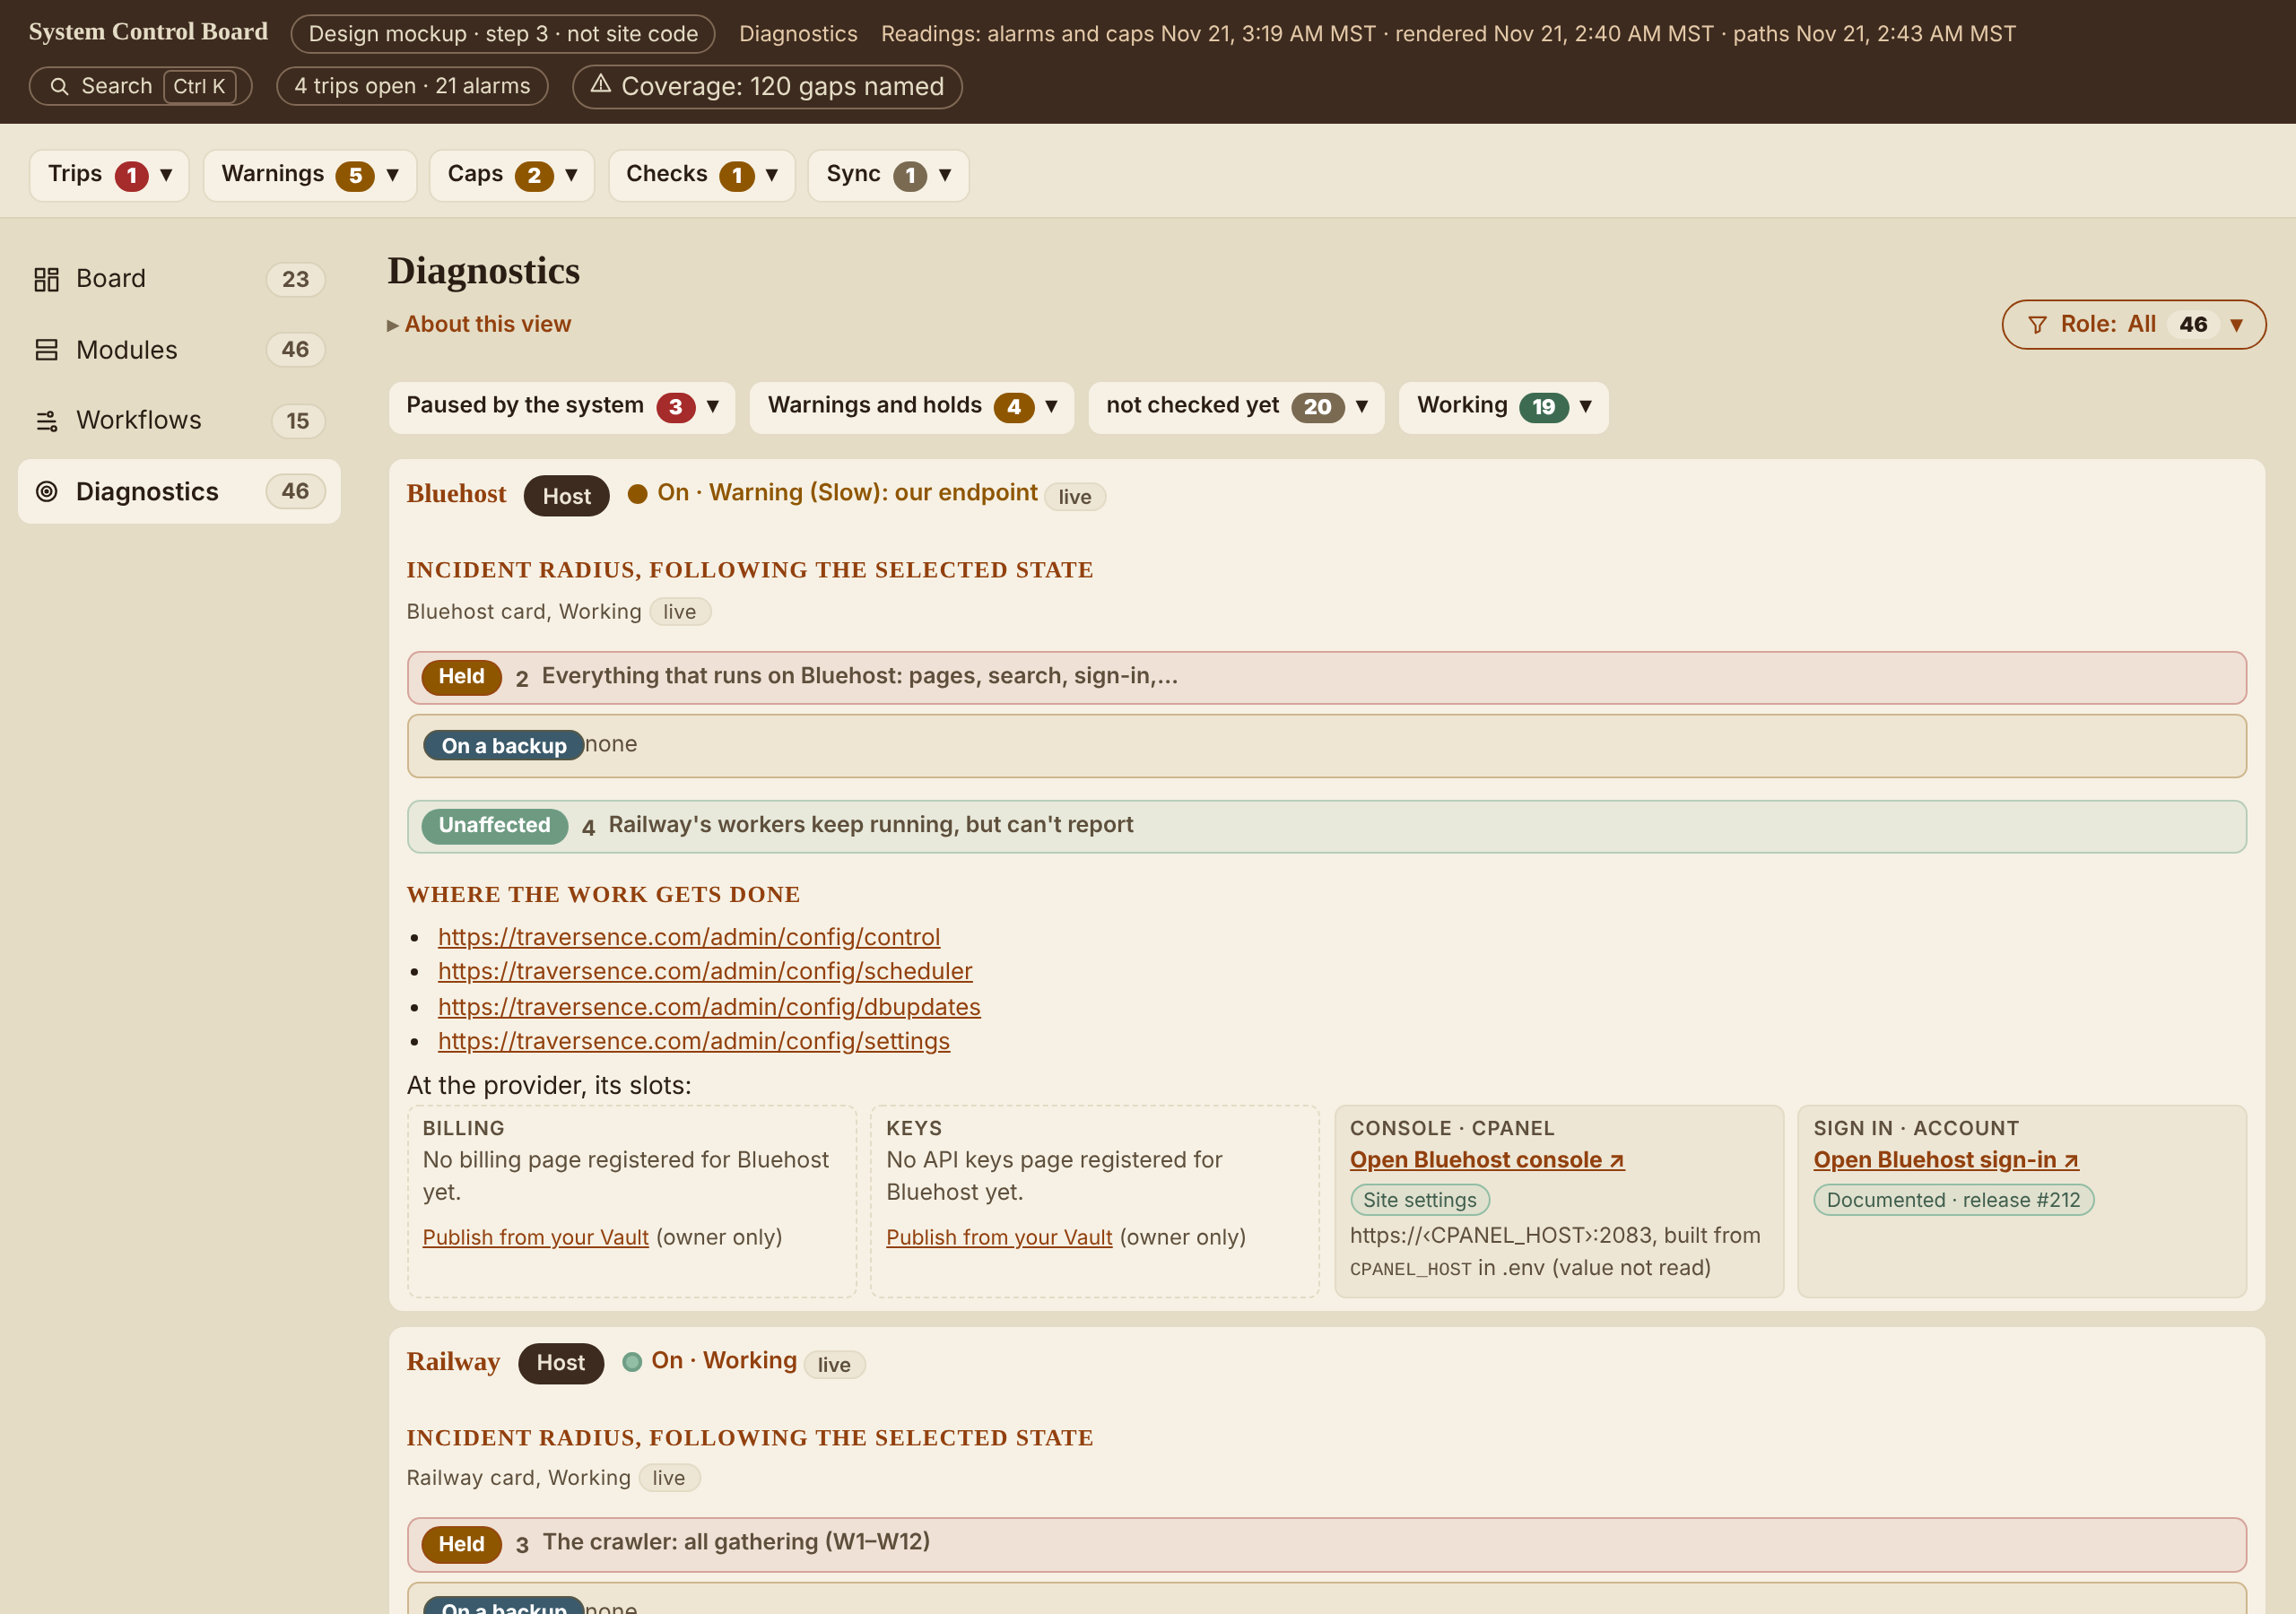 System Control Board
Design mockup · step 3 · not site code
Diagnostics
Readings: alarms and caps Nov 21, 3:19 AM MST · rendered Nov 21, 2:40 AM MST · paths Nov 21, 2:43 AM MST
Search Ctrl K
4 trips open · 21 alarms
Coverage: 120 gaps named
Trips 1 ▼
Warnings 5 ▼
Caps 2 ▼
Checks 1 ▼
Sync 1 ▼
Board 23
Modules 46
Workflows 15
Diagnostics 46
Diagnostics
▸ About this view
Role: All 46 ▼
Paused by the system 3 ▼
Warnings and holds 4 ▼
not checked yet 20 ▼
Working 19 ▼
Bluehost Host On · Warning (Slow): our endpoint live
INCIDENT RADIUS, FOLLOWING THE SELECTED STATE
Bluehost card, Working live
Held 2 Everything that runs on Bluehost: pages, search, sign-in,...
On a backup none
Unaffected 4 Railway's workers keep running, but can't report
WHERE THE WORK GETS DONE
• https://traversence.com/admin/config/control
• https://traversence.com/admin/config/scheduler
• https://traversence.com/admin/config/dbupdates
• https://traversence.com/admin/config/settings
At the provider, its slots:
BILLING
No billing page registered for Bluehost
yet.
Publish from your Vault (owner only)
KEYS
No API keys page registered for
Bluehost yet.
Publish from your Vault (owner only)
CONSOLE · CPANEL
Open Bluehost console ↗
Site settings
https://‹CPANEL_HOST›:2083, built from
CPANEL_HOST in .env (value not read)
SIGN IN · ACCOUNT
Open Bluehost sign-in ↗
Documented · release #212
Railway Host On · Working live
INCIDENT RADIUS, FOLLOWING THE SELECTED STATE
Railway card, Working live
Held 3 The crawler: all gathering (W1–W12)
On a backup none